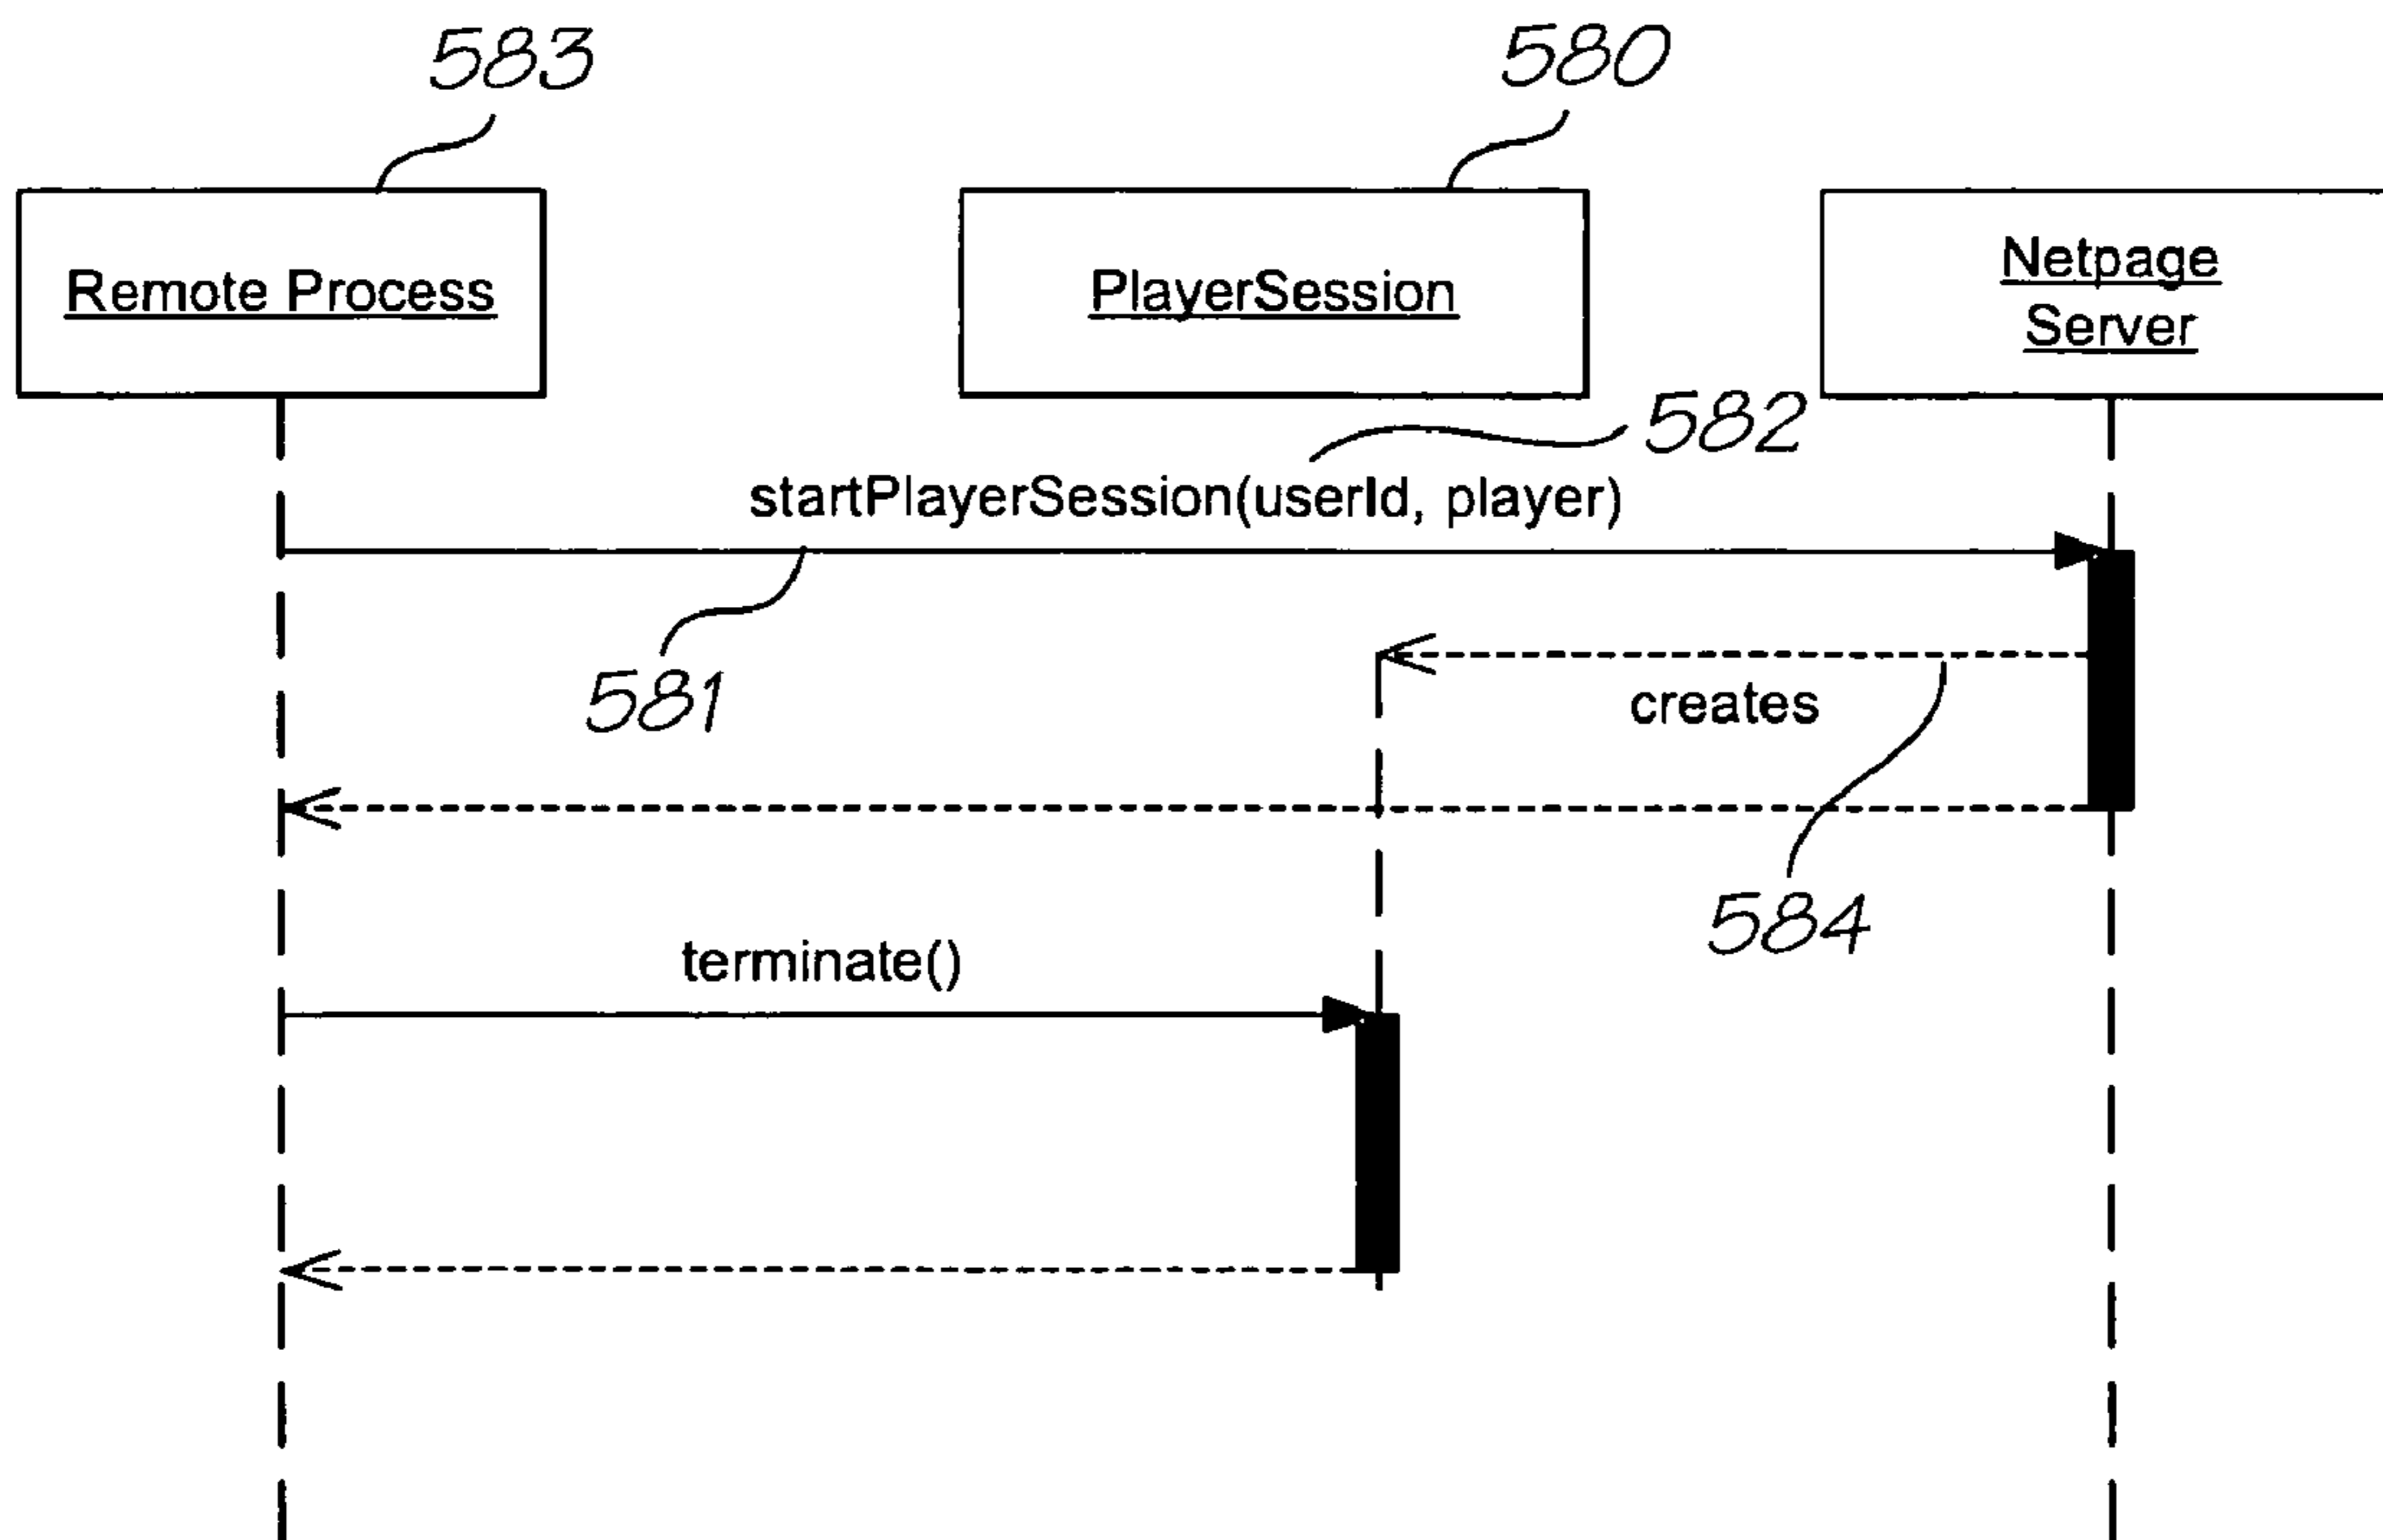 583
580
Remote Process
PlayerSession
Netpage
Server
582
startPlayerSession(userId, player)
581
creates
584
terminate()